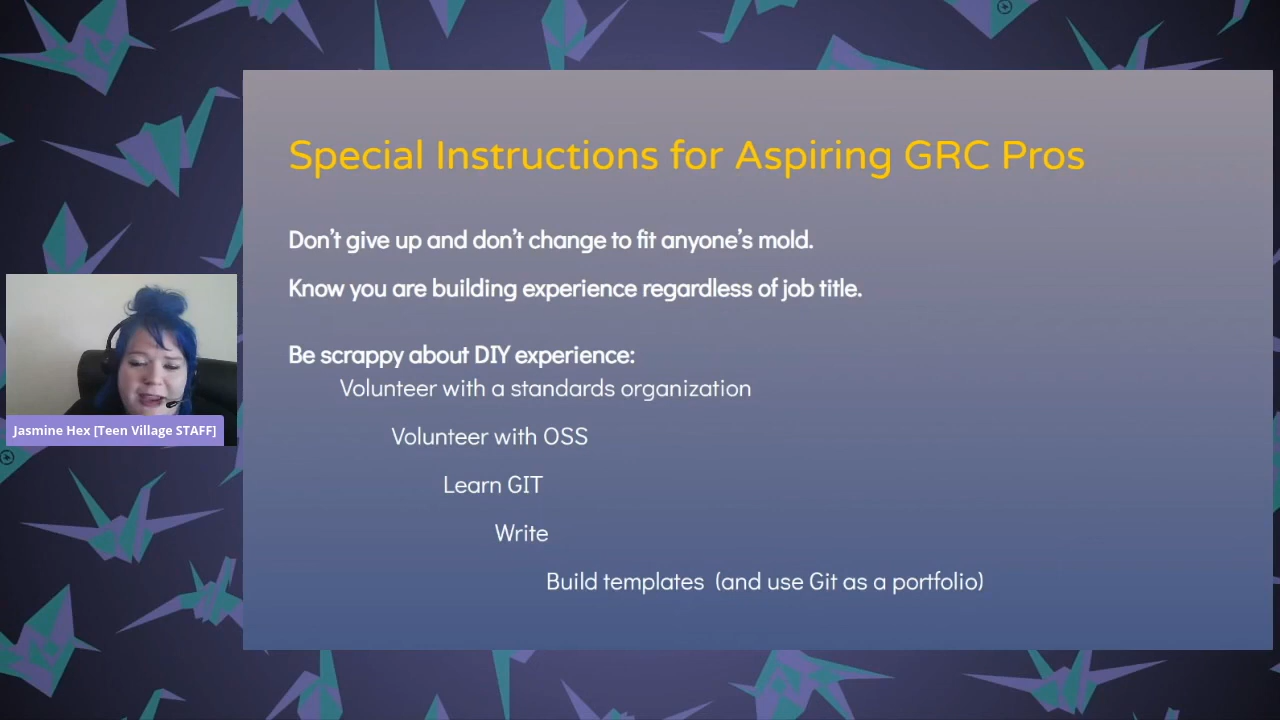 Special Instructions for Aspiring GRC Pros
Don't give up and don't change to fit anyone's mold.
Know you are building experience regardless of job title.
Be scrappy about DIY experience:
Volunteer with a standards organization
Volunteer with OSS
Learn GIT
Write
Build templates (and use Git as a portfolio)
Jasmine Hex [Teen Village STAFF]